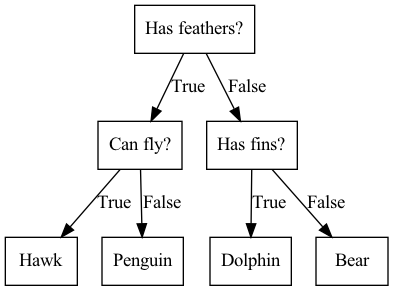 Has feathers?
True
False
Can fly?
Has fins?
True
False
True
False
Hawk
Penguin
Dolphin
Bear